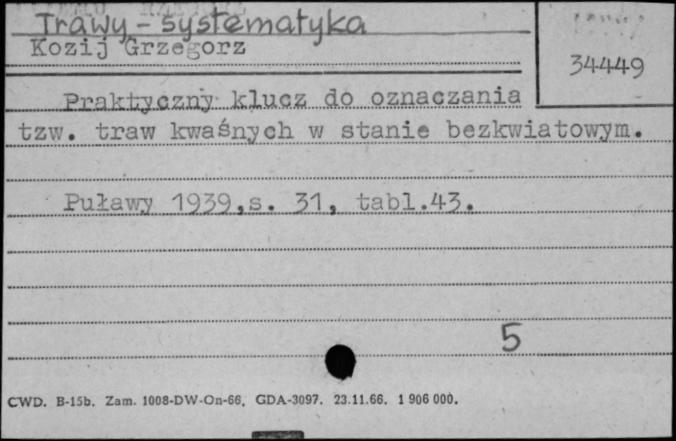 Trawy - systematyka
Kozij Grzegorz
34449
Praktyczny klucz do oznaczania
tzw. traw kwaśnych w stanie bezkwiatowym.
Puławy 1939,s. 31, tabl.43.
5
CWD. B-15b. Zam. 1008-DW-On-66, GDA-3097. 23.11.66. 1 906 000.